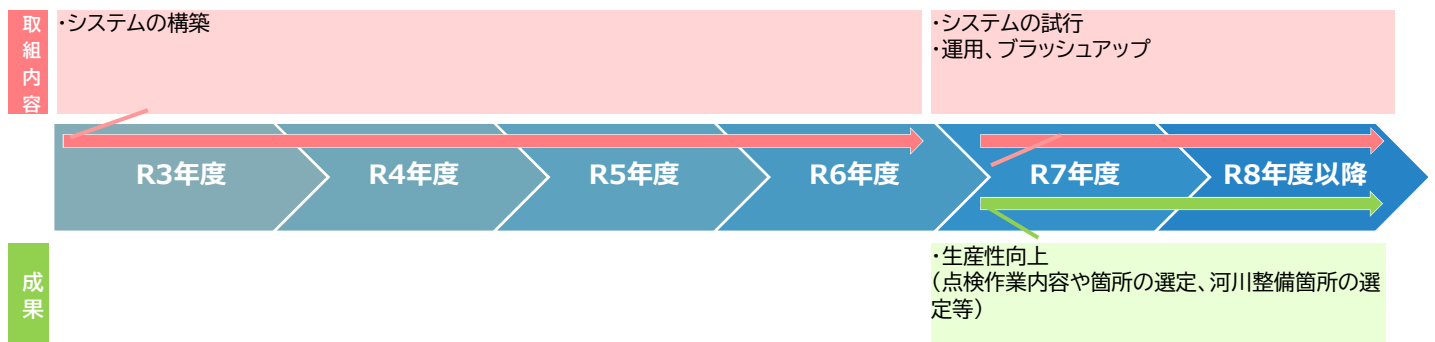 取組内容
・システムの構築
・システムの試行
・運用、ブラッシュアップ
R3年度
R4年度
R5年度
R6年度
R7年度
R8年度以降
成果
・生産性向上
（点検作業内容や箇所の選定、河川整備箇所の選
定等）